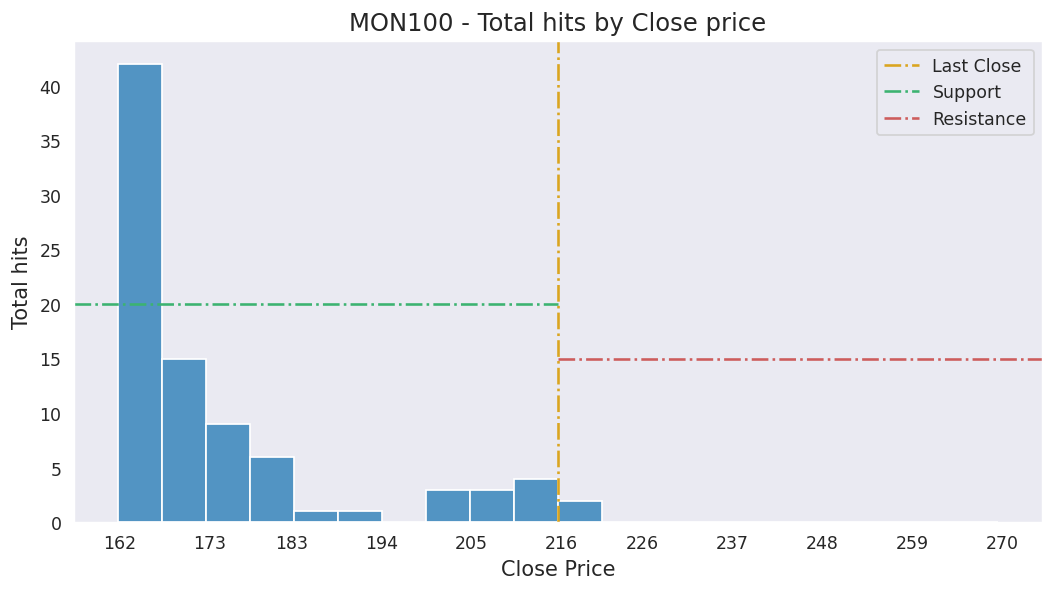 MON100 - Total hits by Close price
Last Close
Support
Resistance
Total hits
40
35
30
25
20
15
10
5
0
162 173 183 194 205 216 226 237 248 259 270
Close Price